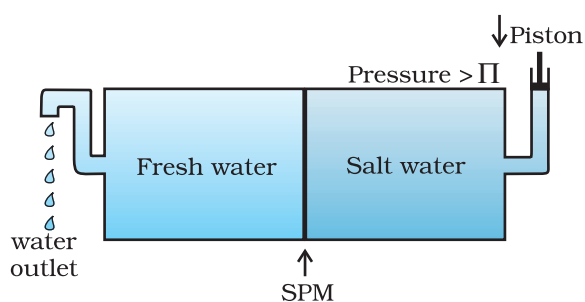 Piston
Pressure > Π
Fresh water
Salt water
water
outlet
SPM